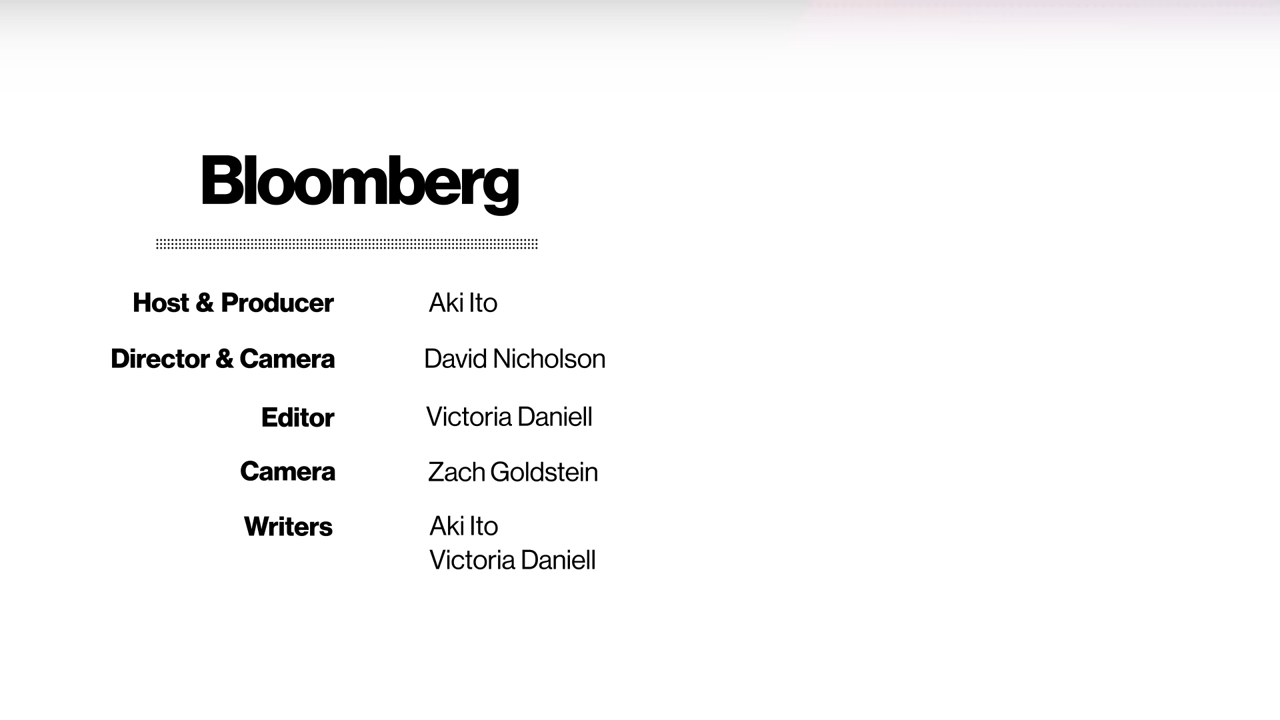 Bloomberg
Host & Producer Aki Ito
Director & Camera David Nicholson
Editor Victoria Daniell
Camera Zach Goldstein
Writers Aki Ito
Victoria Daniell